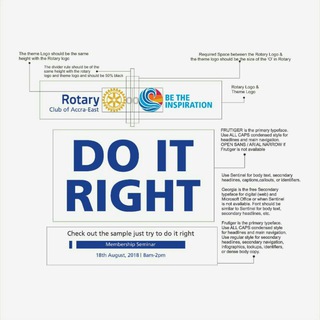 The theme Logo should be the same
height with the Rotary logo
The divider rule should be of the
same height with the rotary
logo and theme logo and should be 50% black
Required Space between the Rotary Logo &
the theme logo should be the size of the 'O' in Rotary
Rotary Logo &
Theme Logo
Rotary
Club of Accra-East
BE THE
INSPIRATION
DO IT
RIGHT
FRUTIGER is the primary typeface.
Use ALL CAPS condensed style for
headlines and main navigation.
OPEN SANS / ARIAL NARROW if
Frutiger is not available
Use Sentinel for body text, secondary
headlines, captions,callouts, or identifiers.
Georgia is the free Secondary
typeface for digital (web) and
Microsoft Office or when Sentinel
is not available. Font should be
similar to Sentinel for body text,
secondary headlines, etc.
Frutiger is the primary typeface.
Use ALL CAPS condensed style for
headlines and main navigation.
Use regular style for secondary
headlines, secondary navigation,
infographics, lockups, identifiers,
or dense body copy.
Check out the sample just try to do it right
Membership Seminar
18th August, 2018 | 8am-2pm